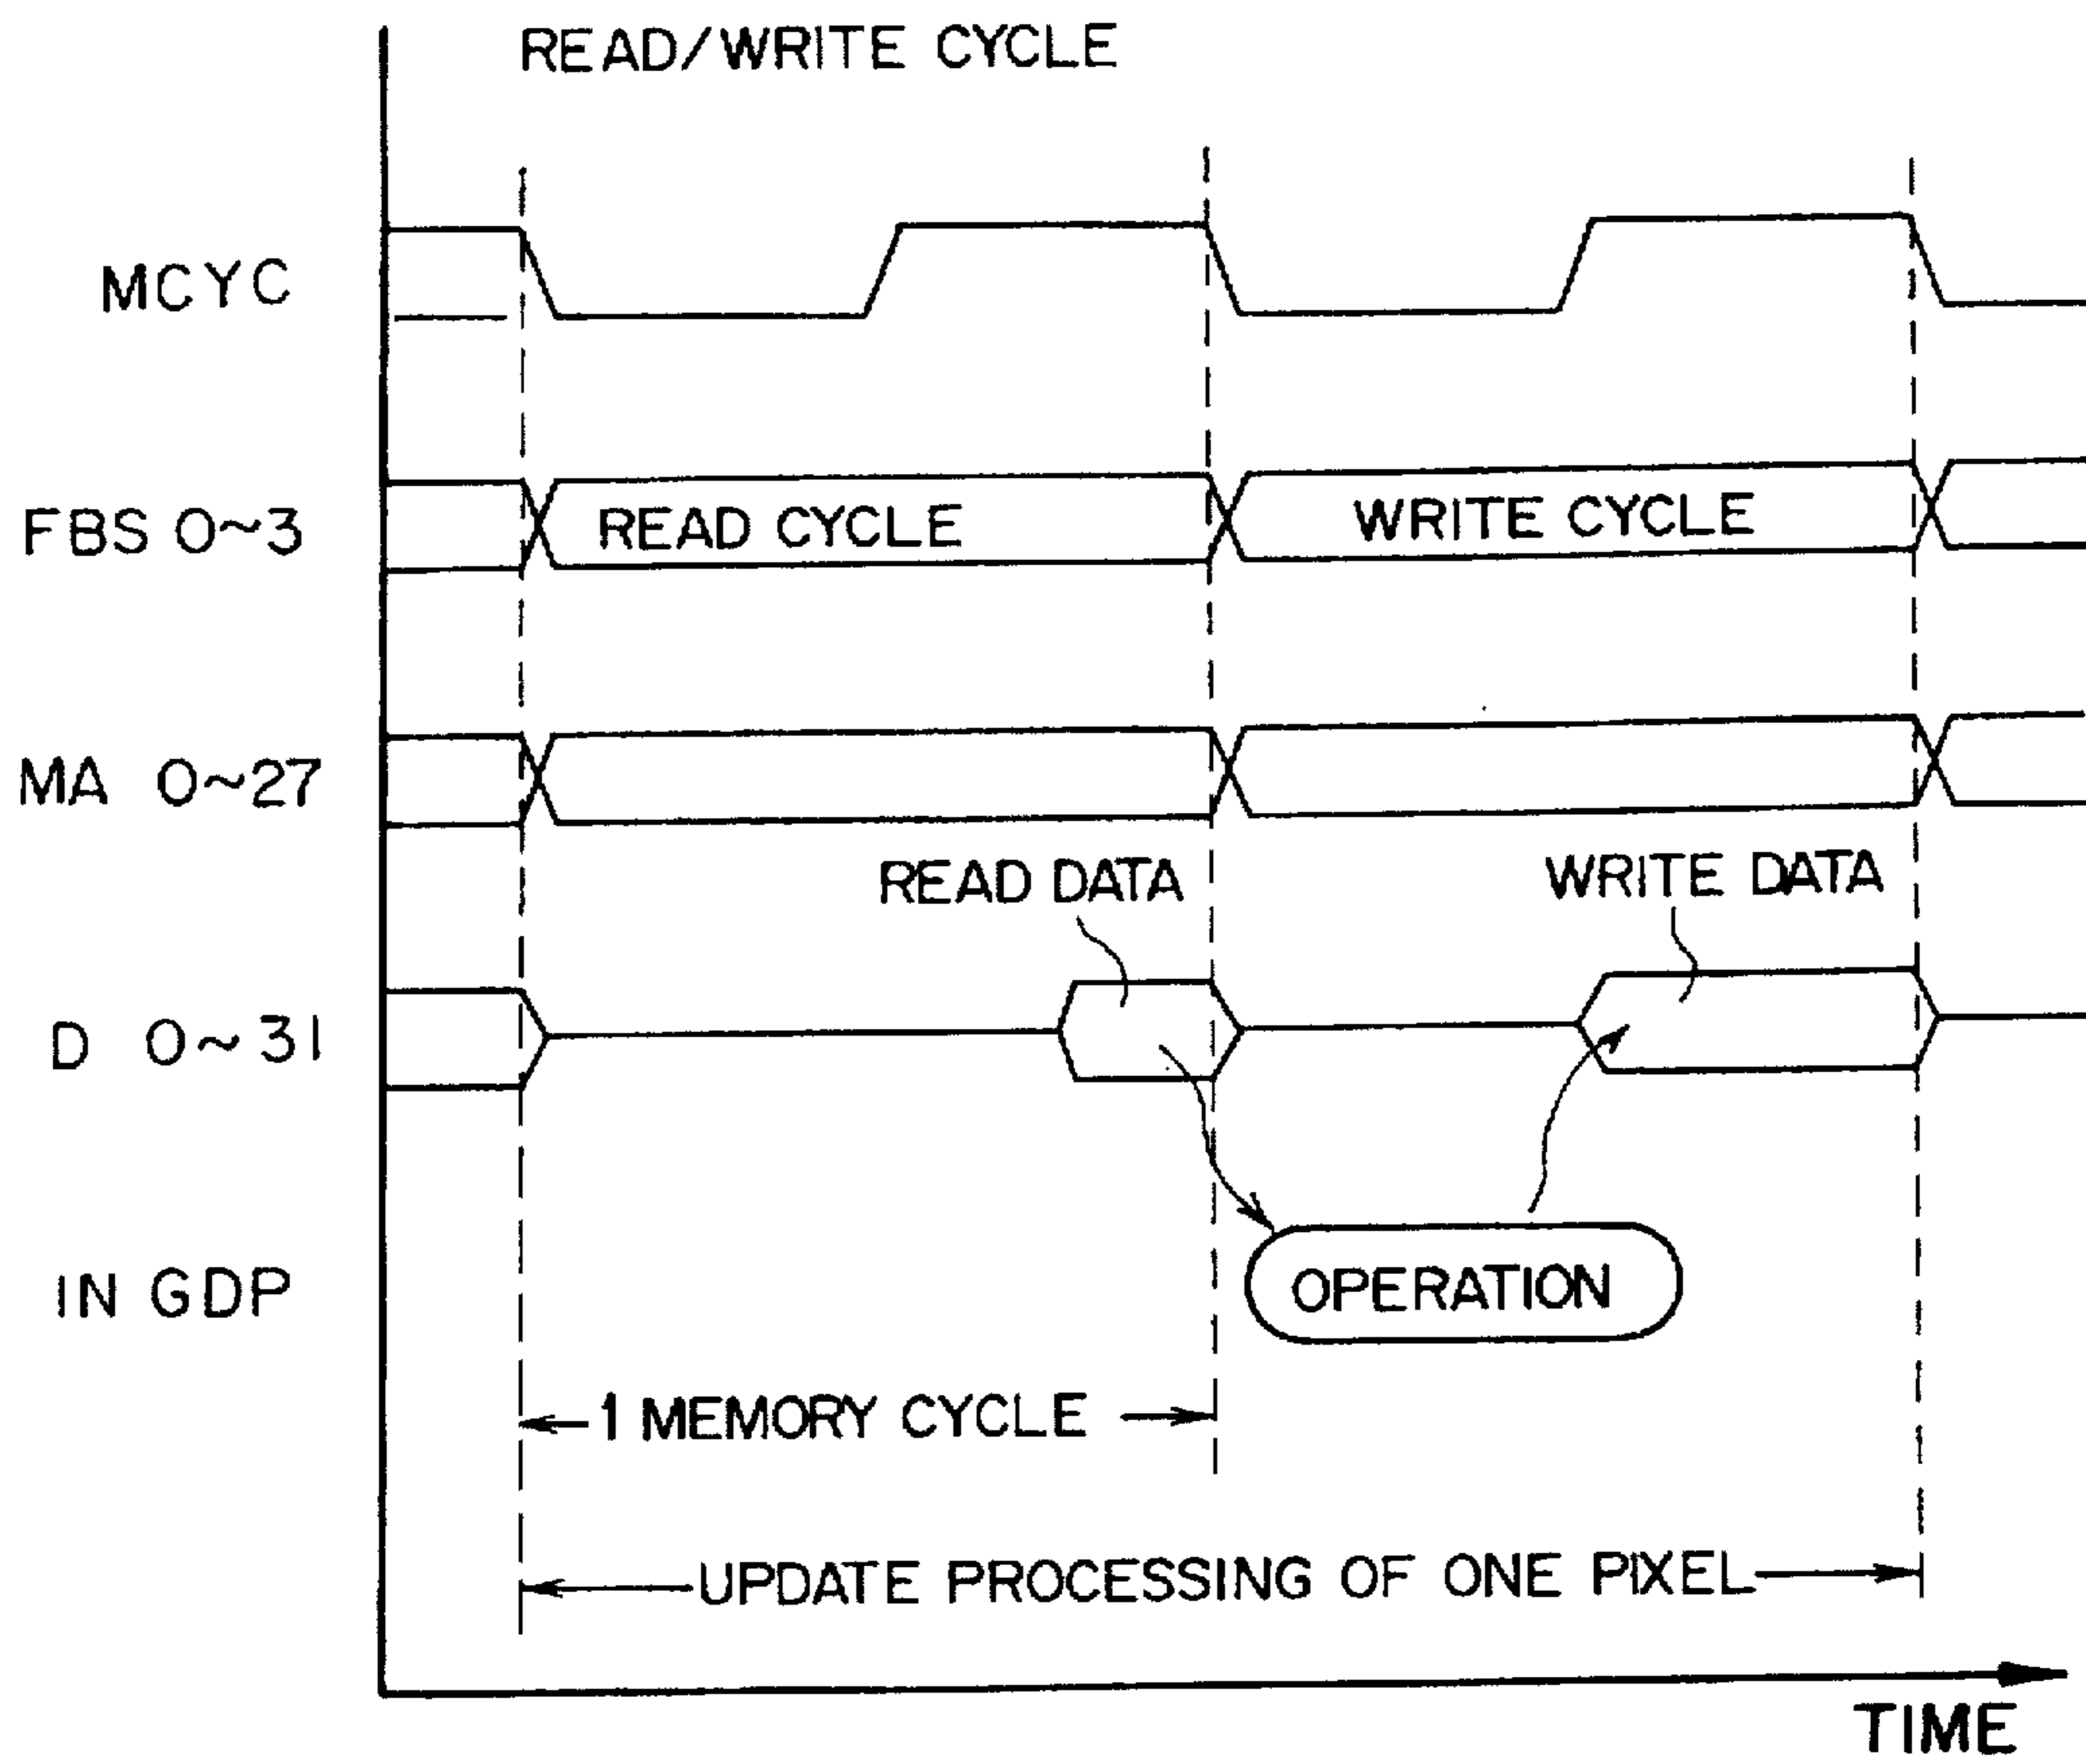 READ/WRITE CYCLE
MCYC
FBS 0~3
READ CYCLE
WRITE CYCLE
MA 0~27
READ DATA
WRITE DATA
D 0~31
IN GDP
OPERATION
1 MEMORY CYCLE
UPDATE PROCESSING OF ONE PIXEL
TIME